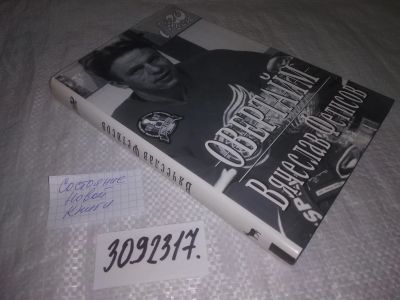 ОВЕРТАЙМ
Вячеслав Фетисов
Вячеслав Фетисов
Состояние
Новой
книги
3092317.